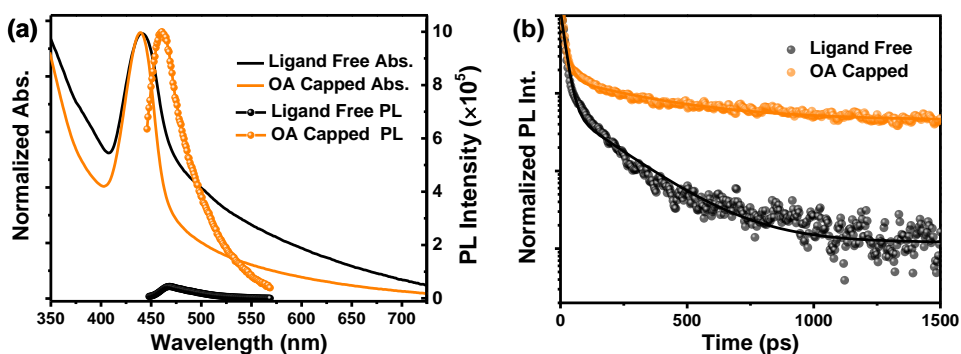 (a)
Normalized Abs.
Ligand Free Abs.
OA Capped Abs.
Ligand Free PL
OA Capped PL
10
8
6
4
2
0
PL Intensity (×10⁵)
350 400 450 500 550 600 650 700
Wavelength (nm)
(b)
Normalized PL Int.
Ligand Free
OA Capped
0 500 1000 1500
Time (ps)